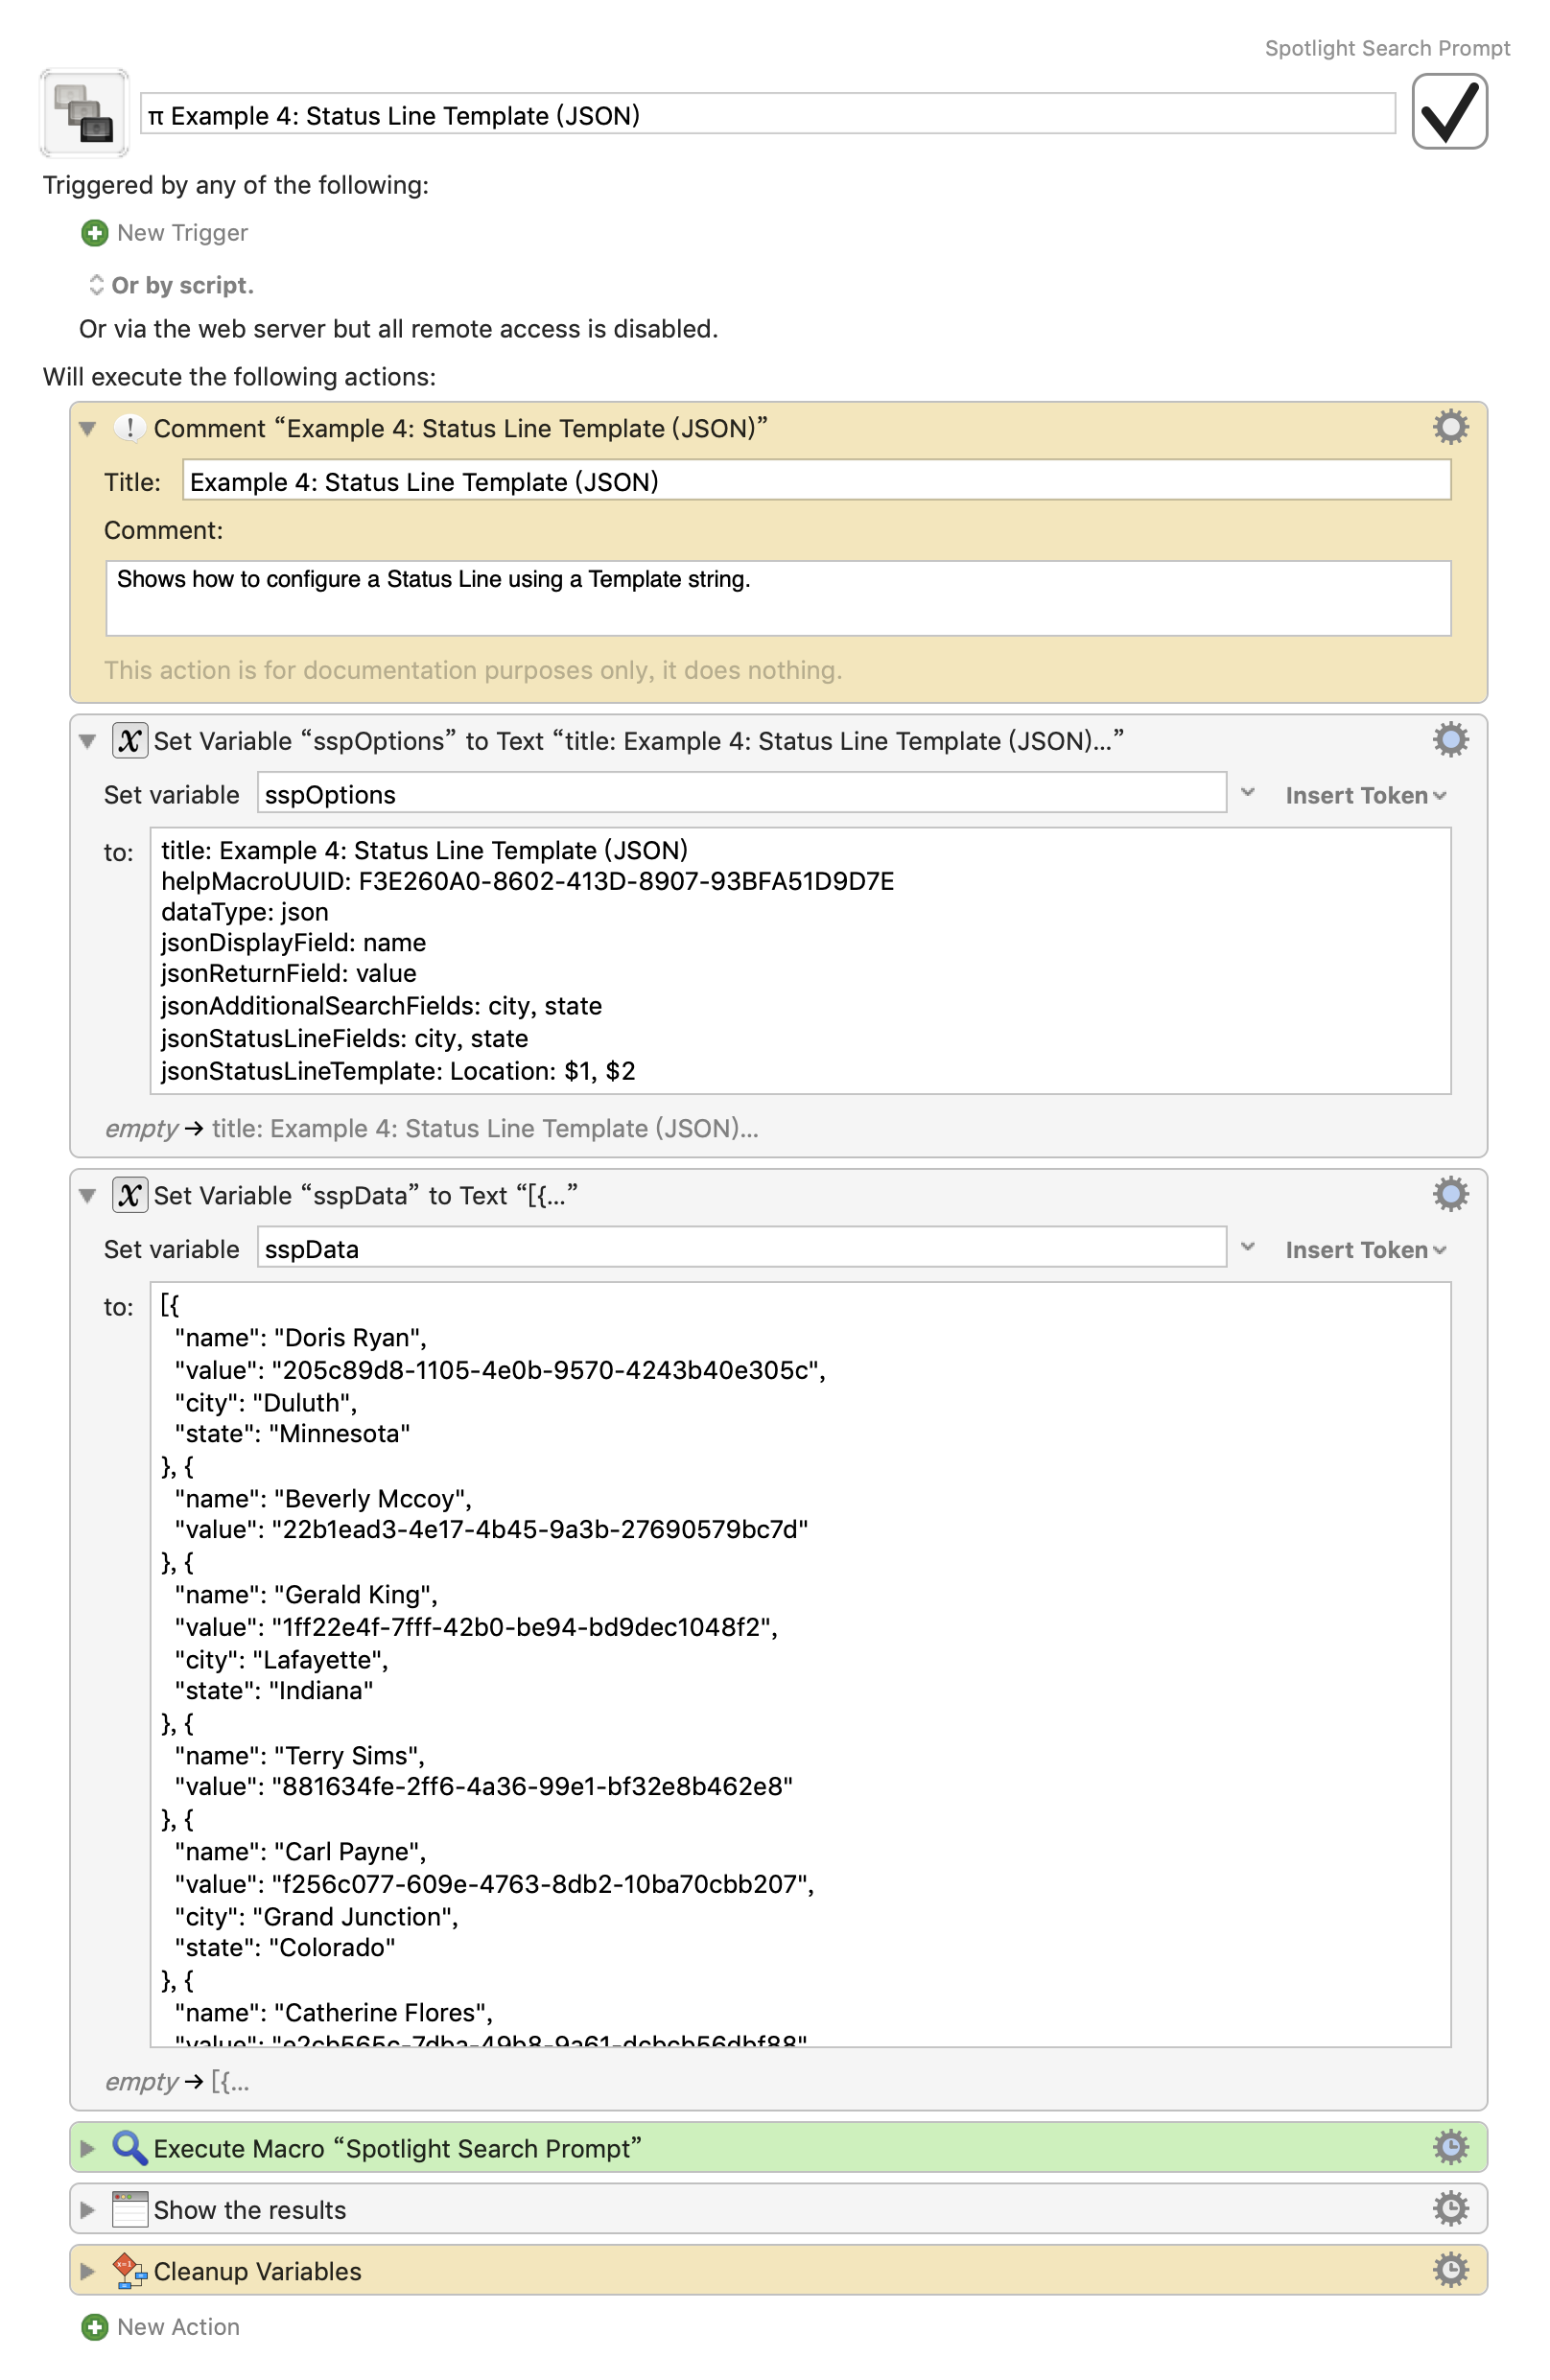 Spotlight Search Prompt
π Example 4: Status Line Template (JSON)
Triggered by any of the following:
New Trigger
Or by script.
Or via the web server but all remote access is disabled.
Will execute the following actions:
Comment “Example 4: Status Line Template (JSON)”
Title: Example 4: Status Line Template (JSON)
Comment:
Shows how to configure a Status Line using a Template string.
This action is for documentation purposes only, it does nothing.
Set Variable “sspOptions” to Text “title: Example 4: Status Line Template (JSON)…”
Set variable sspOptions Insert Token
to: title: Example 4: Status Line Template (JSON)
helpMacroUUID: F3E260A0-8602-413D-8907-93BFA51D9D7E
dataType: json
jsonDisplayField: name
jsonReturnField: value
jsonAdditionalSearchFields: city, state
jsonStatusLineFields: city, state
jsonStatusLineTemplate: Location: $1, $2
empty → title: Example 4: Status Line Template (JSON)…
Set Variable “sspData” to Text “[{…”
Set variable sspData Insert Token
to: [{
"name": "Doris Ryan",
"value": "205c89d8-1105-4e0b-9570-4243b40e305c",
"city": "Duluth",
"state": "Minnesota"
}, {
"name": "Beverly Mccoy",
"value": "22b1ead3-4e17-4b45-9a3b-27690579bc7d"
}, {
"name": "Gerald King",
"value": "1ff22e4f-7fff-42b0-be94-bd9dec1048f2",
"city": "Lafayette",
"state": "Indiana"
}, {
"name": "Terry Sims",
"value": "881634fe-2ff6-4a36-99e1-bf32e8b462e8"
}, {
"name": "Carl Payne",
"value": "f256c077-609e-4763-8db2-10ba70cbb207",
"city": "Grand Junction",
"state": "Colorado"
}, {
"name": "Catherine Flores",
"value": "e2cb565c-7dba-49b8-9a61-dcbcb56dbf88"
empty → [{…
Execute Macro “Spotlight Search Prompt”
Show the results
Cleanup Variables
New Action